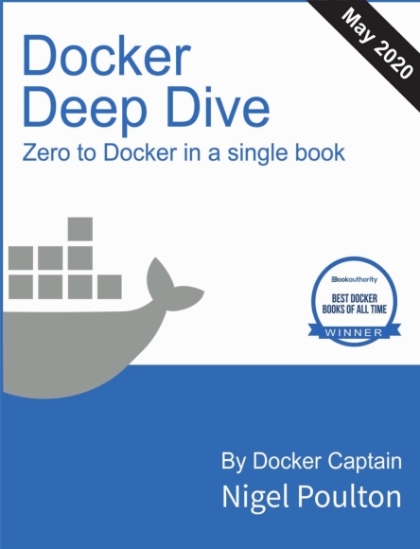 May 2020
Docker
Deep Dive
Zero to Docker in a single book
Bookauthority
BEST DOCKER
BOOKS OF ALL TIME
WINNER
By Docker Captain
Nigel Poulton